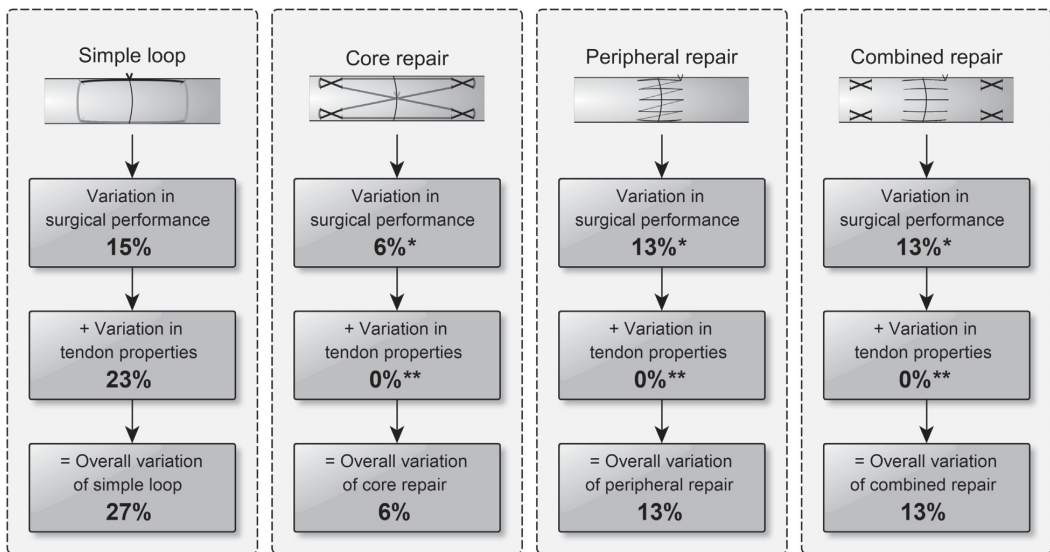 Simple loop
Variation in
surgical performance
15%
+ Variation in
tendon properties
23%
= Overall variation
of simple loop
27%
Core repair
Variation in
surgical performance
6%*
+ Variation in
tendon properties
0%**
= Overall variation
of core repair
6%
Peripheral repair
Variation in
surgical performance
13%*
+ Variation in
tendon properties
0%**
= Overall variation
of peripheral repair
13%
Combined repair
Variation in
surgical performance
13%*
+ Variation in
tendon properties
0%**
= Overall variation
of combined repair
13%